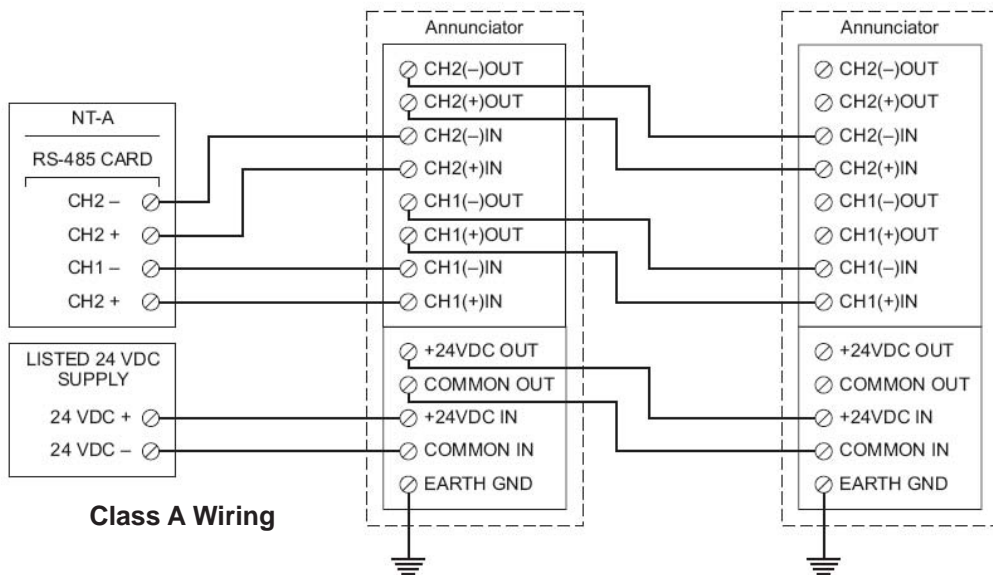 NT-A
RS-485 CARD
CH2 –
CH2 +
CH1 –
CH2 +
LISTED 24 VDC
SUPPLY
24 VDC +
24 VDC –
Class A Wiring
Annunciator
CH2(–)OUT
CH2(+)OUT
CH2(–)IN
CH2(+)IN
CH1(–)OUT
CH1(+)OUT
CH1(–)IN
CH1(+)IN
+24VDC OUT
COMMON OUT
+24VDC IN
COMMON IN
EARTH GND
Annunciator
CH2(–)OUT
CH2(+)OUT
CH2(–)IN
CH2(+)IN
CH1(–)OUT
CH1(+)OUT
CH1(–)IN
CH1(+)IN
+24VDC OUT
COMMON OUT
+24VDC IN
COMMON IN
EARTH GND